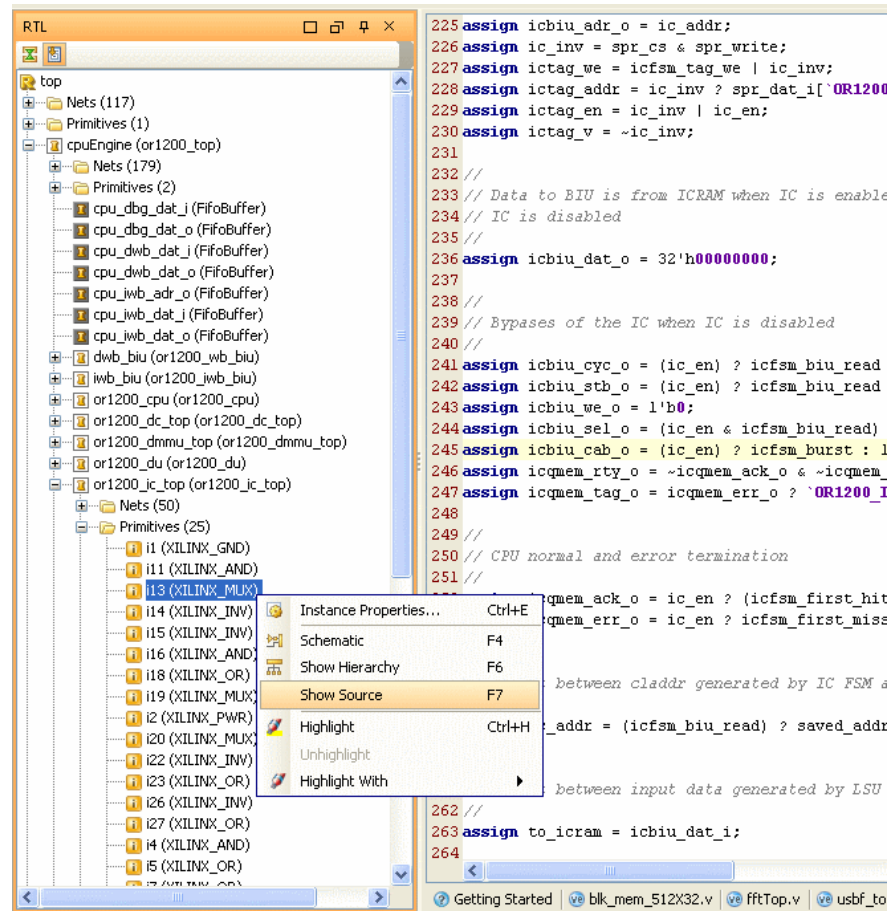 RTL
top
Nets (117)
Primitives (1)
cpuEngine (or1200_top)
Nets (179)
Primitives (2)
cpu_dbg_dat_i (FifoBuffer)
cpu_dbg_dat_o (FifoBuffer)
cpu_dwb_dat_i (FifoBuffer)
cpu_dwb_dat_o (FifoBuffer)
cpu_iwb_adr_o (FifoBuffer)
cpu_iwb_dat_i (FifoBuffer)
cpu_iwb_dat_o (FifoBuffer)
dwb_biu (or1200_wb_biu)
iwb_biu (or1200_iwb_biu)
or1200_cpu (or1200_cpu)
or1200_dc_top (or1200_dc_top)
or1200_dmmu_top (or1200_dmmu_top)
or1200_du (or1200_du)
or1200_ic_top (or1200_ic_top)
Nets (50)
Primitives (25)
i1 (XILINX_GND)
i11 (XILINX_AND)
i13 (XILINX_MUX)
i14 (XILINX_INV)
i15 (XILINX_INV)
i16 (XILINX_AND)
i18 (XILINX_OR)
i19 (XILINX_MUX)
i2 (XILINX_PWR)
i20 (XILINX_MUX)
i22 (XILINX_INV)
i23 (XILINX_OR)
i26 (XILINX_INV)
i27 (XILINX_OR)
i4 (XILINX_AND)
i5 (XILINX_OR)
Instance Properties... Ctrl+E
Schematic F4
Show Hierarchy F6
Show Source F7
Highlight Ctrl+H
Unhighlight
Highlight With
225 assign icbiu_adr_o = ic_addr;
226 assign ic_inv = spr_cs & spr_write;
227 assign ictag_we = icfsm_tag_we | ic_inv;
228 assign ictag_addr = ic_inv ? spr_dat_i[`OR1200
229 assign ictag_en = ic_inv | ic_en;
230 assign ictag_v = ~ic_inv;
231
232 //
233 // Data to BIU is from ICRAM when IC is enable
234 // IC is disabled
235 //
236 assign icbiu_dat_o = 32'h00000000;
237
238 //
239 // Bypases of the IC when IC is disabled
240 //
241 assign icbiu_cyc_o = (ic_en) ? icfsm_biu_read
242 assign icbiu_stb_o = (ic_en) ? icfsm_biu_read
243 assign icbiu_we_o = 1'b0;
244 assign icbiu_sel_o = (ic_en & icfsm_biu_read)
245 assign icbiu_cab_o = (ic_en) ? icfsm_burst : 1
246 assign icqmem_rty_o = ~icqmem_ack_o & ~icqmem_
247 assign icqmem_tag_o = icqmem_err_o ? `OR1200_I
248
249 //
250 // CPU normal and error termination
251 //
qmem_ack_o = ic_en ? (icfsm_first_hit
qmem_err_o = ic_en ? icfsm_first_miss
between claddr generated by IC FSM a
_addr = (icfsm_biu_read) ? saved_addr
between input data generated by LSU
262 //
263 assign to_icram = icbiu_dat_i;
264
Getting Started blk_mem_512X32.v fftTop.v usbf_to